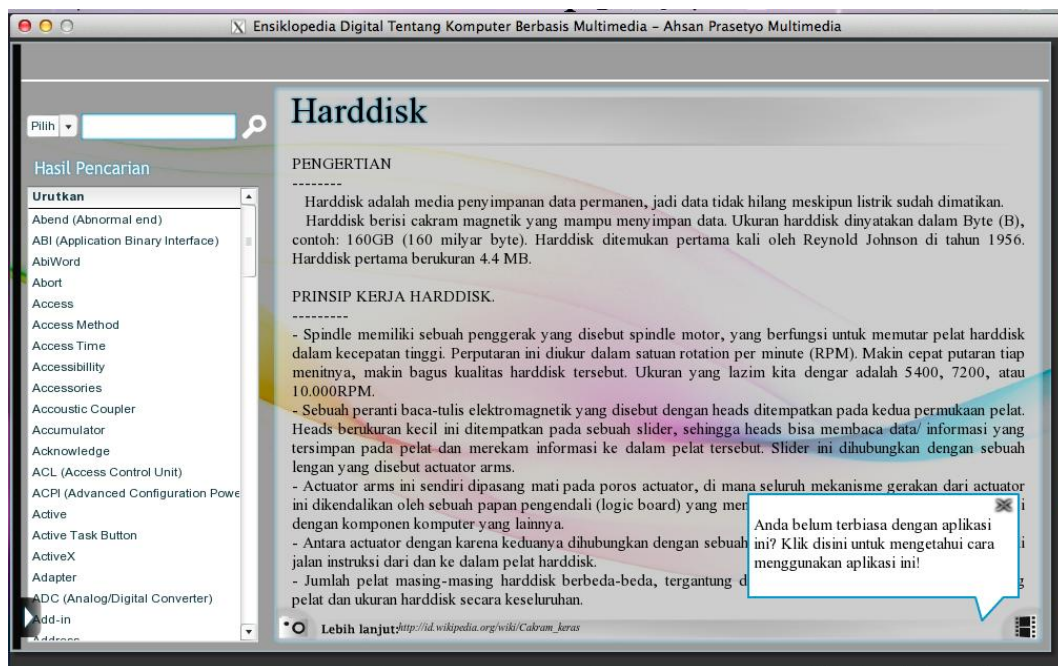 Ensiklopedia Digital Tentang Komputer Berbasis Multimedia – Ahsan Prasetyo Multimedia
Pilih
Hasil Pencarian
Urutkan
Abend (Abnormal end)
ABI (Application Binary Interface)
AbiWord
Abort
Access
Access Method
Access Time
Accessibillity
Accessories
Accoustic Coupler
Accumulator
Acknowledge
ACL (Access Control Unit)
ACPI (Advanced Configuration Powe
Active
Active Task Button
ActiveX
Adapter
ADC (Analog/Digital Converter)
Add-in
Address
Harddisk
PENGERTIAN
--------
Harddisk adalah media penyimpanan data permanen, jadi data tidak hilang meskipun listrik sudah dimatikan.
Harddisk berisi cakram magnetik yang mampu menyimpan data. Ukuran harddisk dinyatakan dalam Byte (B),
contoh: 160GB (160 milyar byte). Harddisk ditemukan pertama kali oleh Reynold Johnson di tahun 1956.
Harddisk pertama berukuran 4.4 MB.
PRINSIP KERJA HARDDISK.
---------
- Spindle memiliki sebuah penggerak yang disebut spindle motor, yang berfungsi untuk memutar pelat harddisk
dalam kecepatan tinggi. Perputaran ini diukur dalam satuan rotation per minute (RPM). Makin cepat putaran tiap
menitnya, makin bagus kualitas harddisk tersebut. Ukuran yang lazim kita dengar adalah 5400, 7200, atau
10.000RPM.
- Sebuah peranti baca-tulis elektromagnetik yang disebut dengan heads ditempatkan pada kedua permukaan pelat.
Heads berukuran kecil ini ditempatkan pada sebuah slider, sehingga heads bisa membaca data/ informasi yang
tersimpan pada pelat dan merekam informasi ke dalam pelat tersebut. Slider ini dihubungkan dengan sebuah
lengan yang disebut actuator arms.
- Actuator arms ini sendiri dipasang mati pada poros actuator, di mana seluruh mekanisme gerakan dari actuator
ini dikendalikan oleh sebuah papan pengendali (logic board) yang
dengan komponen komputer yang lainnya.
- Antara actuator dengan karena keduanya dihubungkan dengan sebuah
jalan instruksi dari dan ke dalam pelat harddisk.
- Jumlah pelat masing-masing harddisk berbeda-beda, tergantung
pelat dan ukuran harddisk secara keseluruhan.
Anda belum terbiasa dengan aplikasi
ini? Klik disini untuk mengetahui cara
menggunakan aplikasi ini!
Lebih lanjut:http://id.wikipedia.org/wiki/Cakram_keras